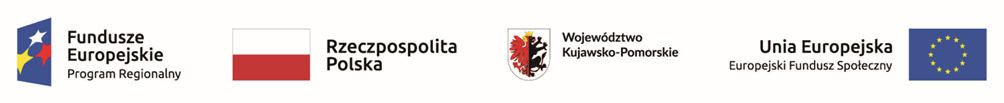 Fundusze
Europejskie
Program Regionalny
Rzeczpospolita
Polska
Województwo
Kujawsko-Pomorskie
Unia Europejska
Europejski Fundusz Społeczny